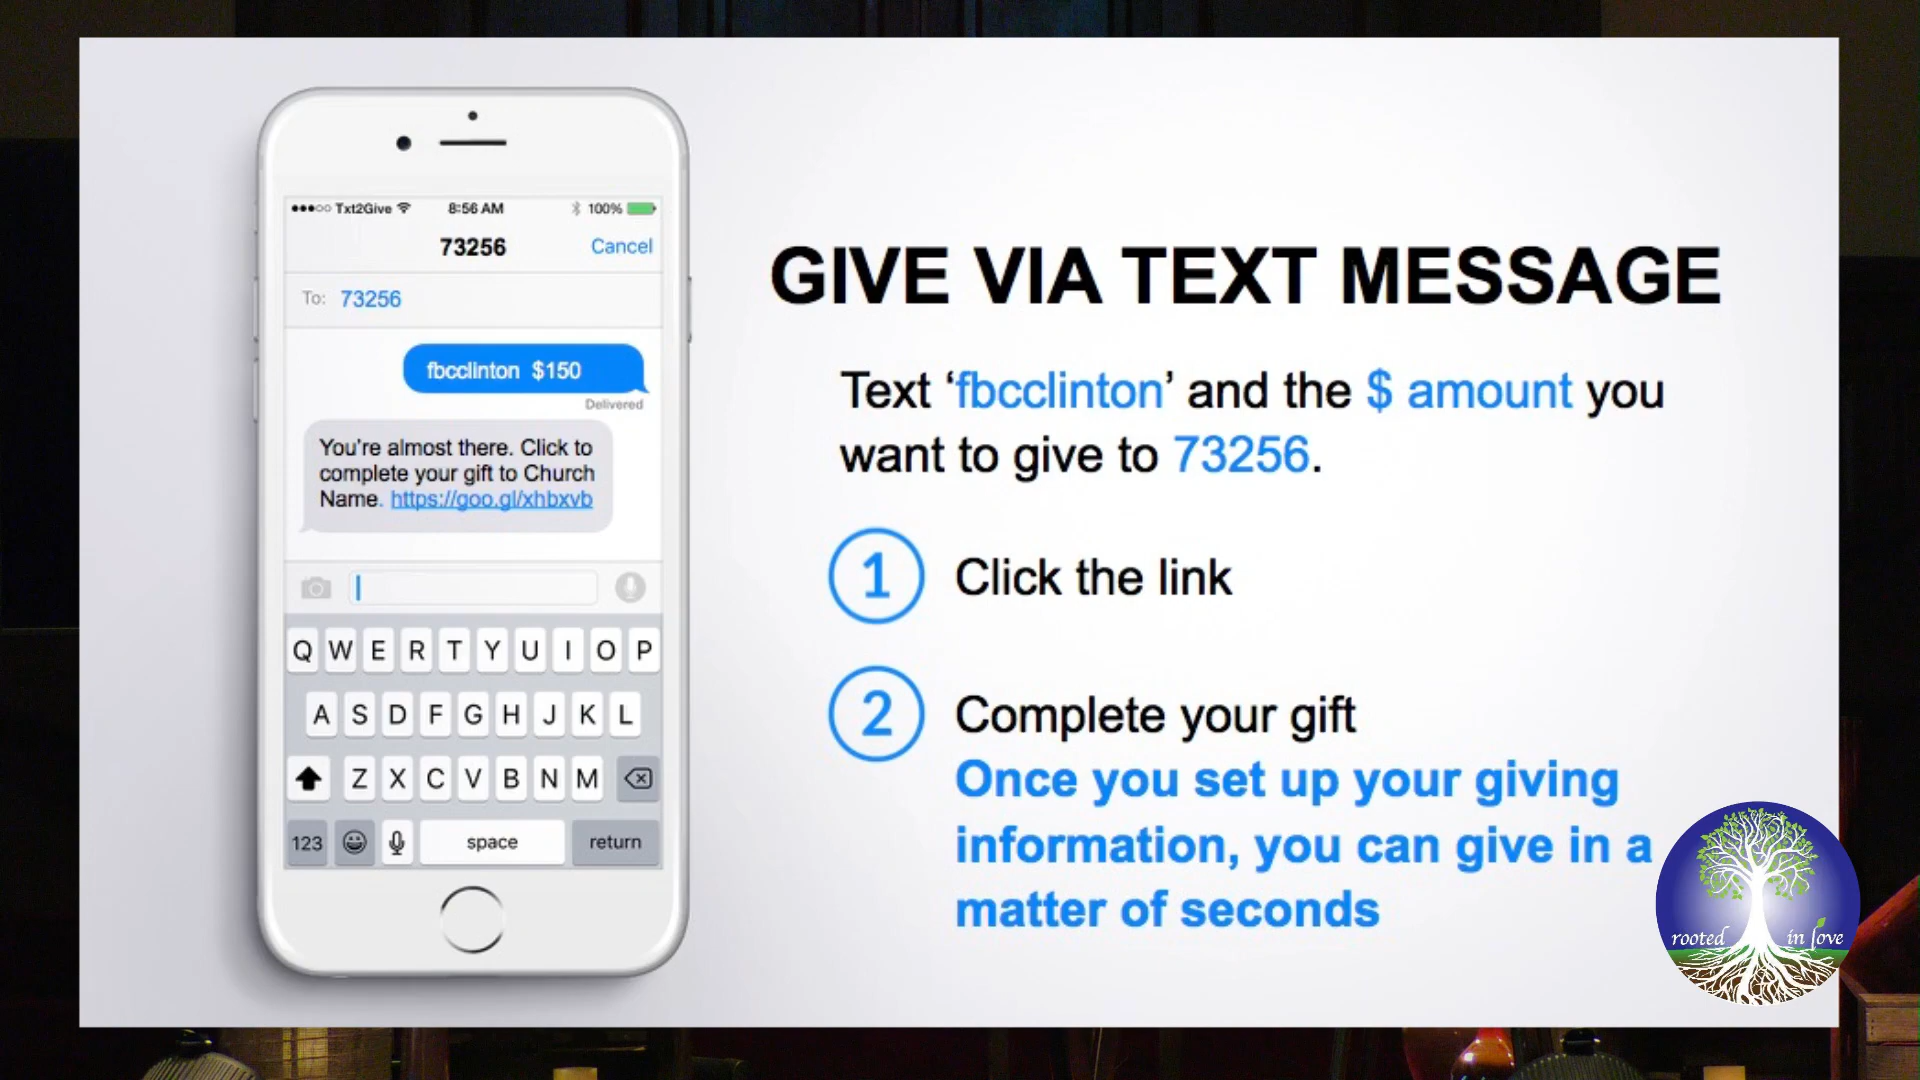 Txt2Give 8:56 AM 100%
73256 Cancel
To: 73256
fbcclinton $150
Delivered
You're almost there. Click to
complete your gift to Church
Name. https://goo.gl/xhbxvb
Q W E R T Y U I O P
A S D F G H J K L
Z X C V B N M
123 space return
GIVE VIA TEXT MESSAGE
Text ‘fbcclinton’ and the $ amount you
want to give to 73256.
1 Click the link
2 Complete your gift
Once you set up your giving
information, you can give in a
matter of seconds
rooted in love